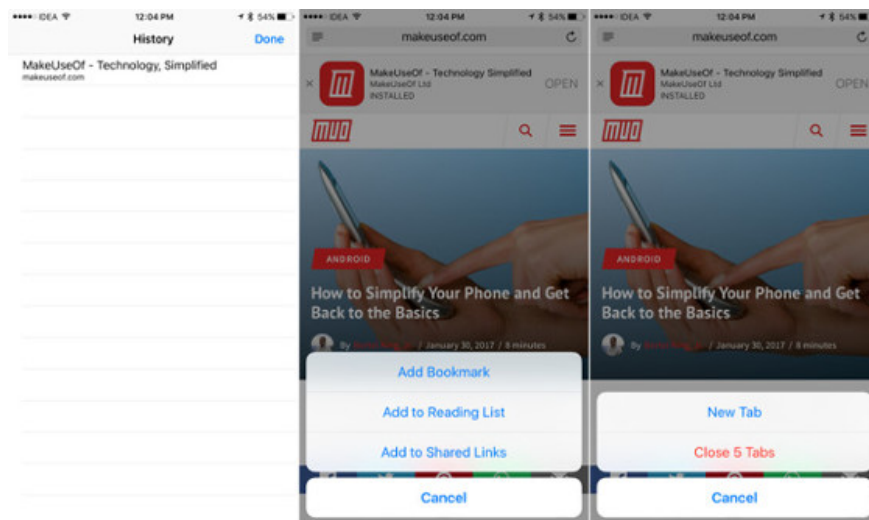 IDEA 12:04 PM 54%
History Done
MakeUseOf - Technology, Simplified
makeuseof.com
IDEA 12:04 PM 54%
makeuseof.com
MakeUseOf - Technology Simplified
MakeUseOf Ltd
INSTALLED
OPEN
MUO
ANDROID
How to Simplify Your Phone and Get
Back to the Basics
By / January 30, 2017 / 8 minutes
Add Bookmark
Add to Reading List
Add to Shared Links
Cancel
IDEA 12:04 PM 54%
makeuseof.com
MakeUseOf - Technology Simplified
MakeUseOf Ltd
INSTALLED
OPEN
MUO
ANDROID
How to Simplify Your Phone and Get
Back to the Basics
By / January 30, 2017 / 8 minutes
New Tab
Close 5 Tabs
Cancel